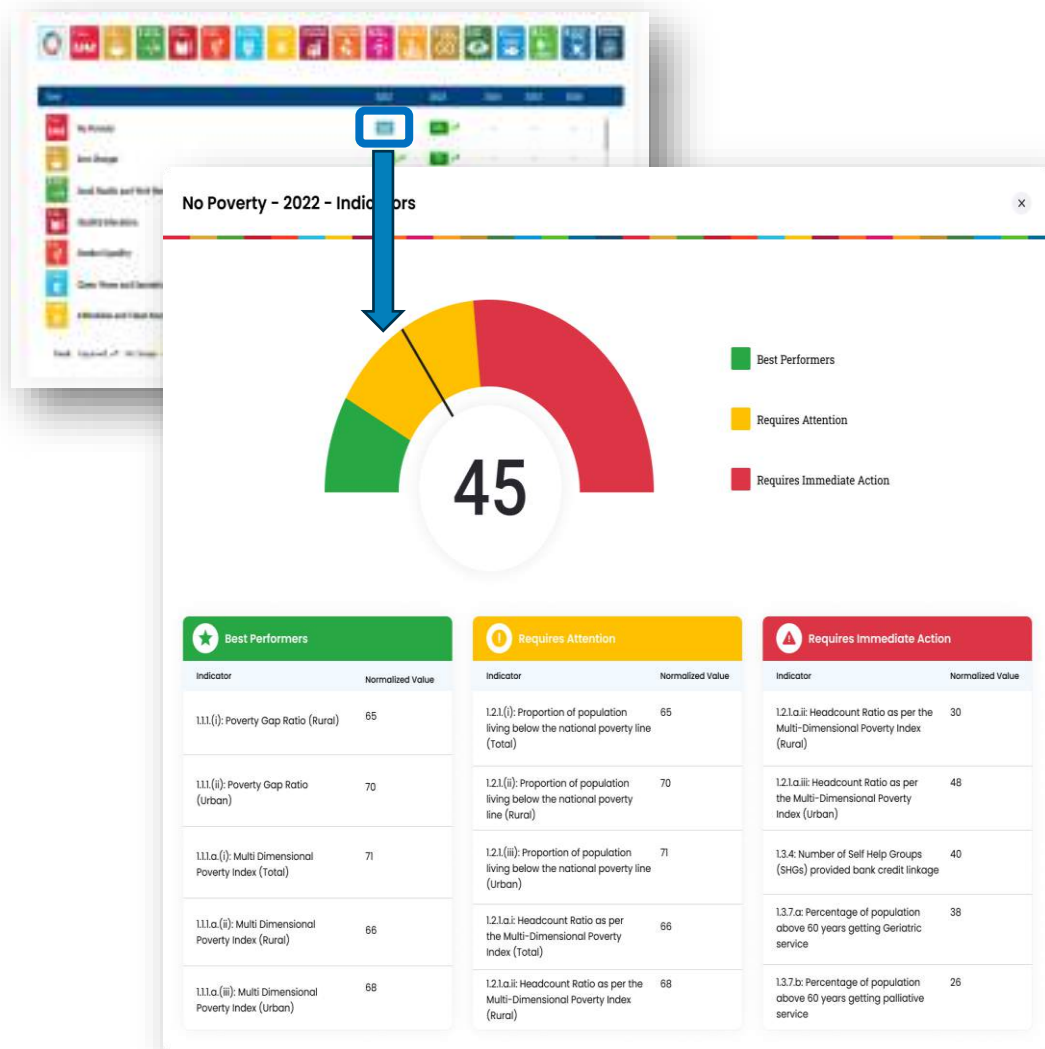 No Poverty
Zero Hunger
Quality Education
Gender Equality
No Poverty - 2022 - Indicators
X
Best Performers
Requires Attention
Requires Immediate Action
45
Best Performers
Indicator
Normalized Value
1.1.1.(i): Poverty Gap Ratio (Rural)
65
1.1.1.(ii): Poverty Gap Ratio
(Urban)
70
1.1.1.a.(i): Multi Dimensional
Poverty Index (Total)
71
1.1.1.a.(ii): Multi Dimensional
Poverty Index (Rural)
66
1.1.1.a.(iii): Multi Dimensional
Poverty Index (Urban)
68
Requires Attention
Indicator
Normalized Value
1.2.1.(i): Proportion of population
living below the national poverty line
(Total)
65
1.2.1.(ii): Proportion of population
living below the national poverty
line (Rural)
70
1.2.1.(iii): Proportion of population
living below the national poverty line
(Urban)
71
1.2.1.a.i: Headcount Ratio as per
the Multi-Dimensional Poverty
Index (Total)
66
1.2.1.a.ii: Headcount Ratio as per the
Multi-Dimensional Poverty Index
(Rural)
68
Requires Immediate Action
Indicator
Normalized Value
1.2.1.a.ii: Headcount Ratio as per the
Multi-Dimensional Poverty Index
(Rural)
30
1.2.1.a.iii: Headcount Ratio as per
the Multi-Dimensional Poverty
Index (Urban)
48
1.3.4: Number of Self Help Groups
(SHGs) provided bank credit linkage
40
1.3.7.a: Percentage of population
above 60 years getting Geriatric
service
38
1.3.7.b: Percentage of population
above 60 years getting palliative
service
26